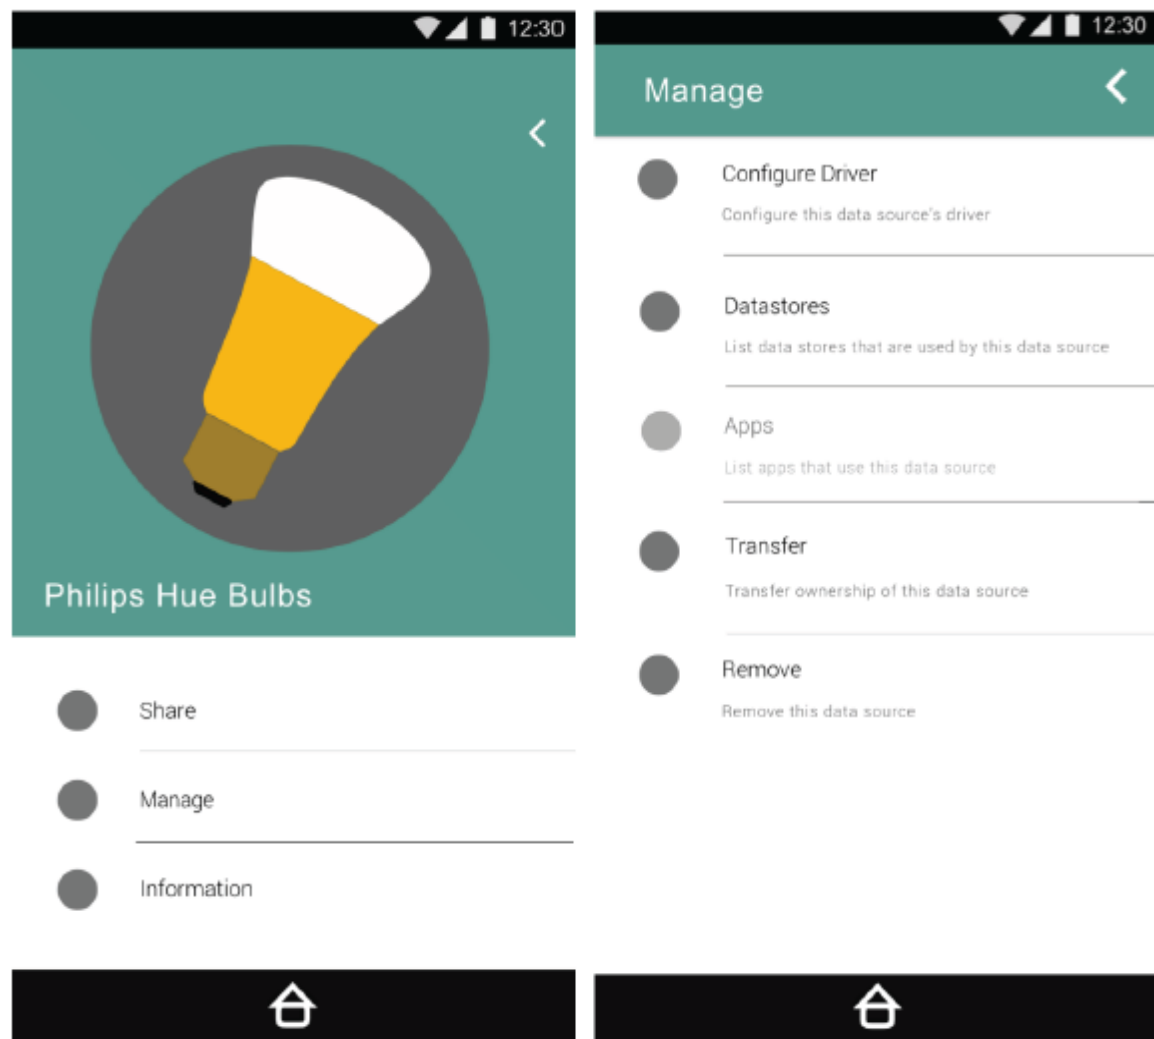 12:30
Philips Hue Bulbs
Share
Manage
Information
12:30
Manage
Configure Driver
Configure this data source's driver
Datastores
List data stores that are used by this data source
Apps
List apps that use this data source
Transfer
Transfer ownership of this data source
Remove
Remove this data source